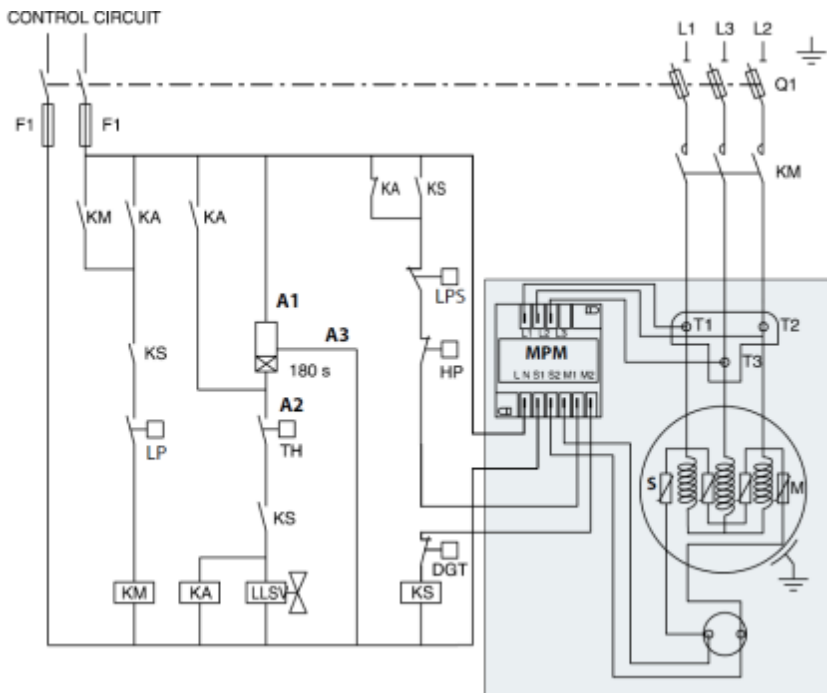 CONTROL CIRCUIT
L1 L3 L2
Q1
F1 F1
KM
KM KA KA KA KS
A1 LPS T1 T2
A3 L1 L2 L3
KS 180 s HP MPM T3
L N S1 S2 M1 M2
A2
LP TH
S M
KS
DGT
KM KA LLSV KS